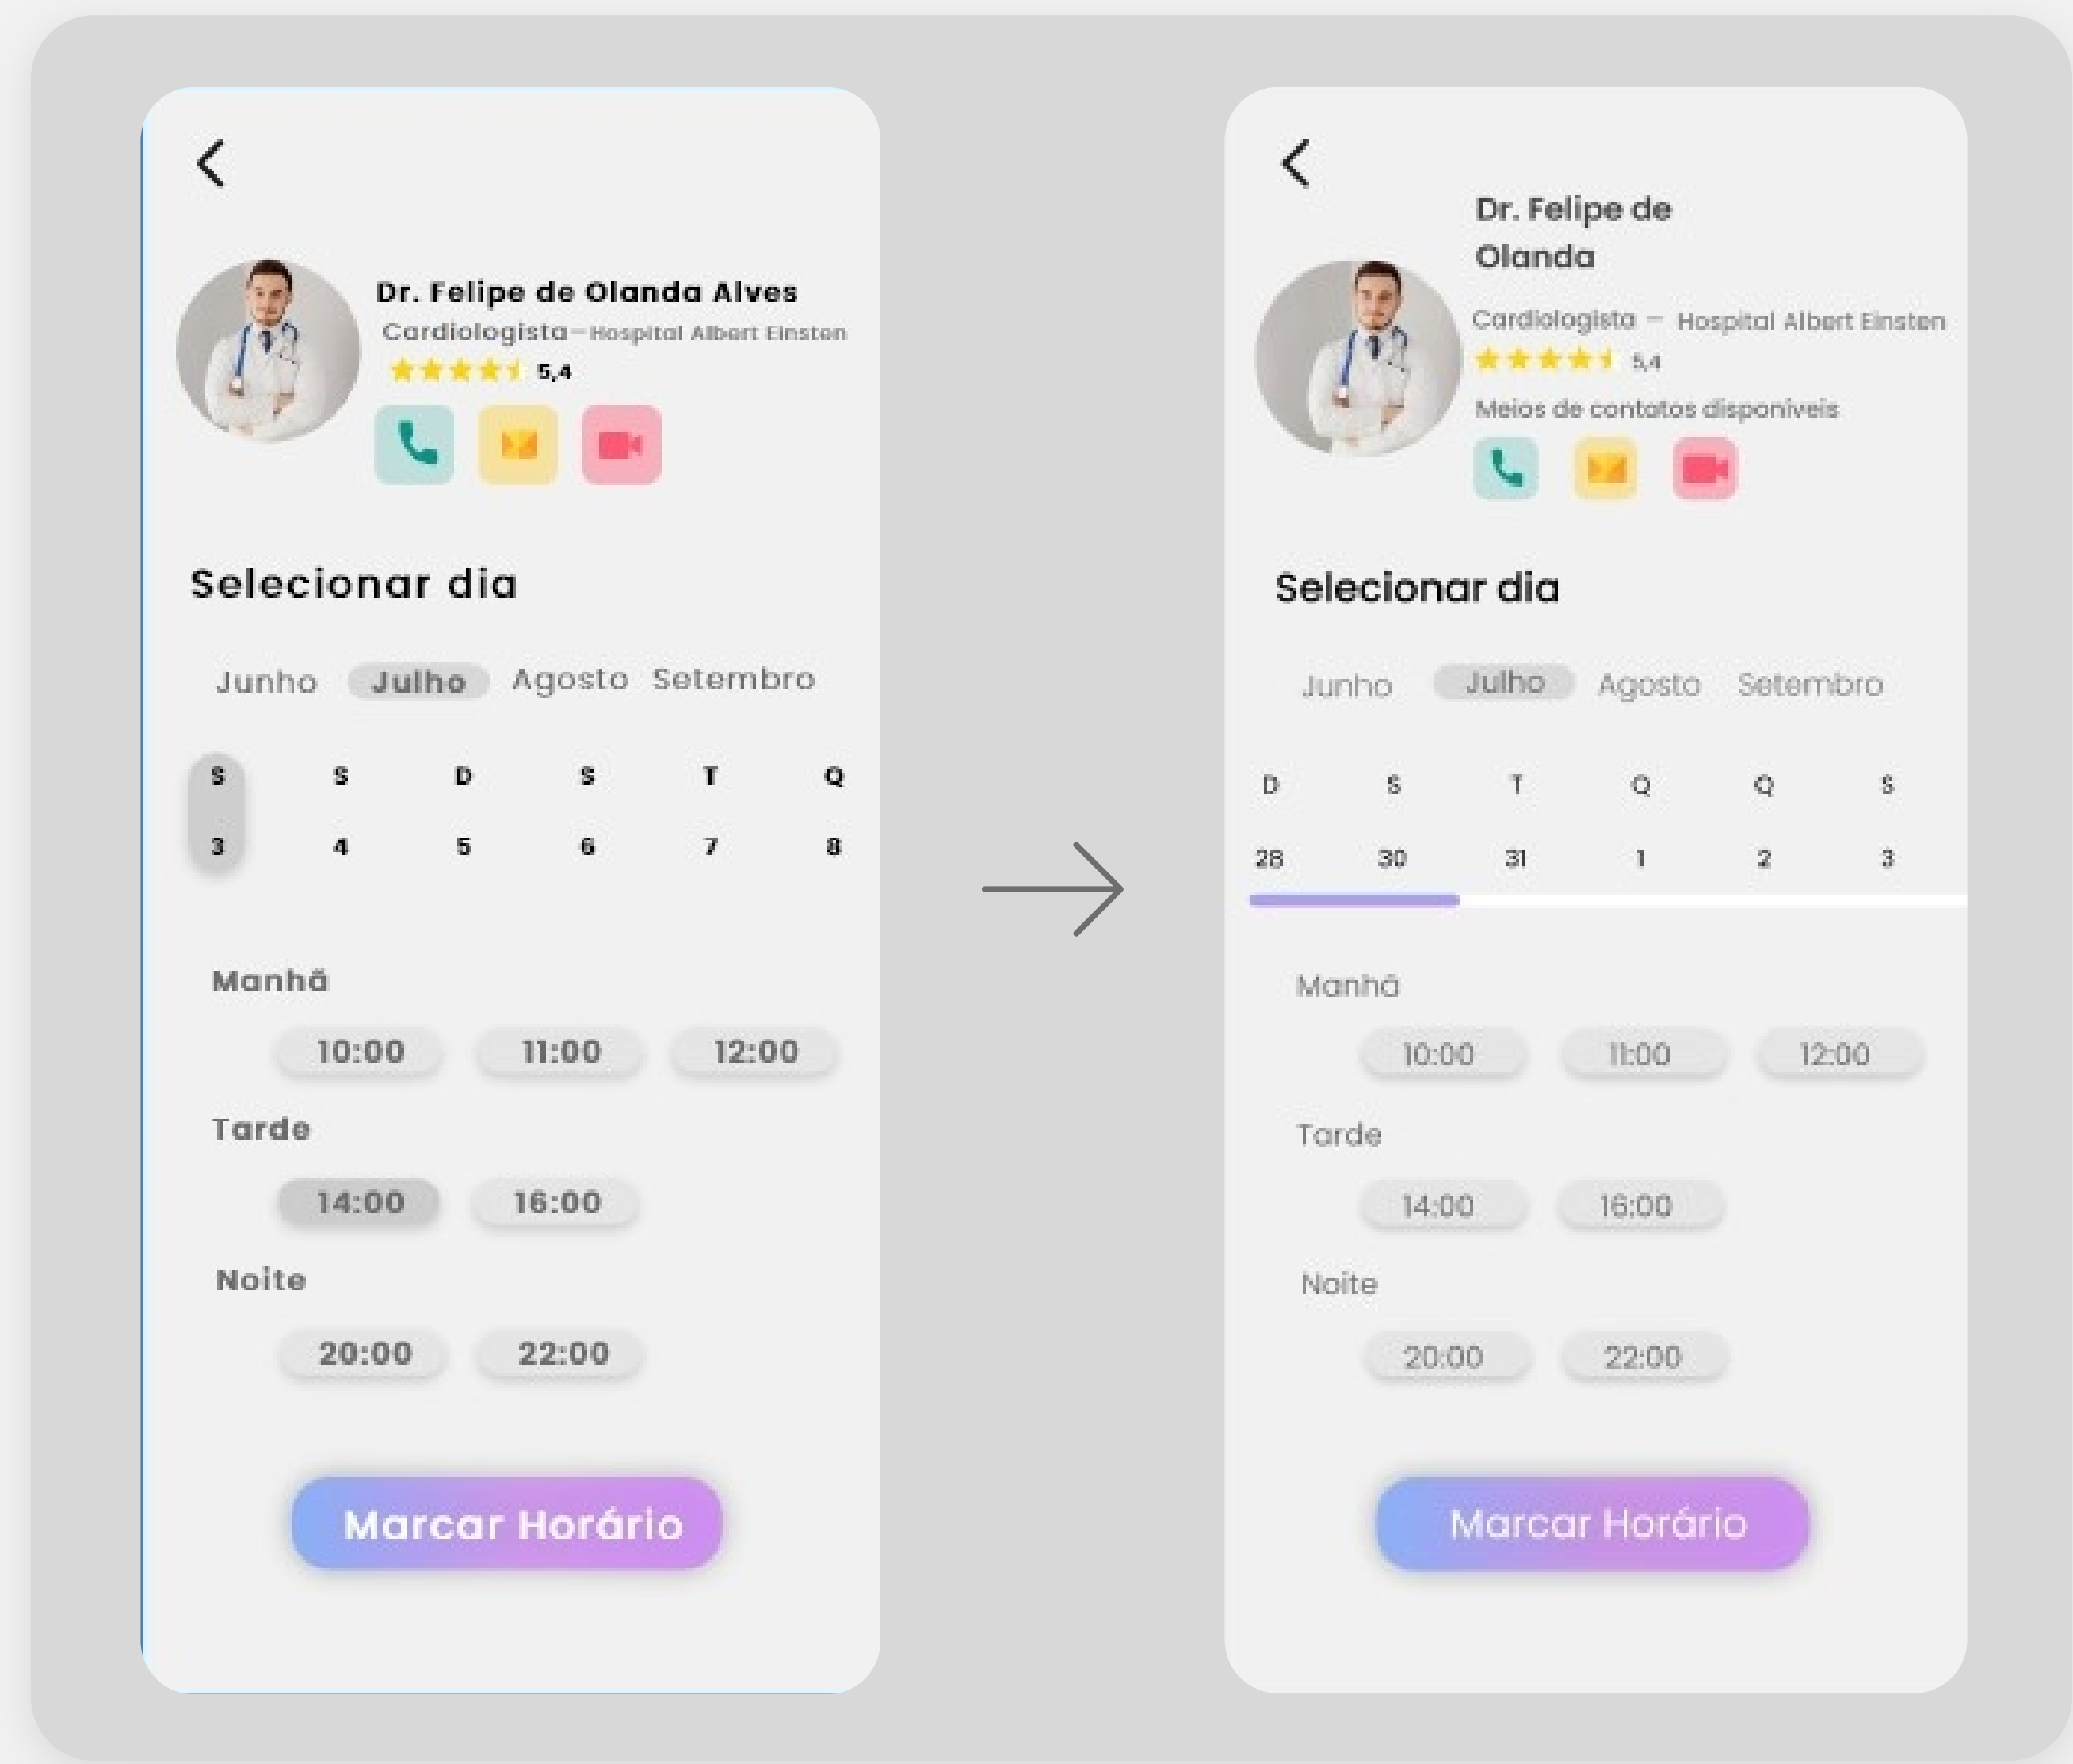 Dr. Felipe de Olanda Alves
Cardiologista-Hospital Albert Einsten
5,4
Selecionar dia
Junho Julho Agosto Setembro
S S D S T Q
3 4 5 6 7 8
Manhã
10:00 11:00 12:00
Tarde
14:00 16:00
Noite
20:00 22:00
Marcar Horário
Dr. Felipe de
Olanda
Cardiologista - Hospital Albert Einsten
5,4
Meios de contatos disponiveis
Selecionar dia
Junho Julho Agosto Setembro
D S T Q Q S
28 30 31 1 2 3
Manhã
10:00 11:00 12:00
Tarde
14:00 16:00
Noite
20:00 22:00
Marcar Horário